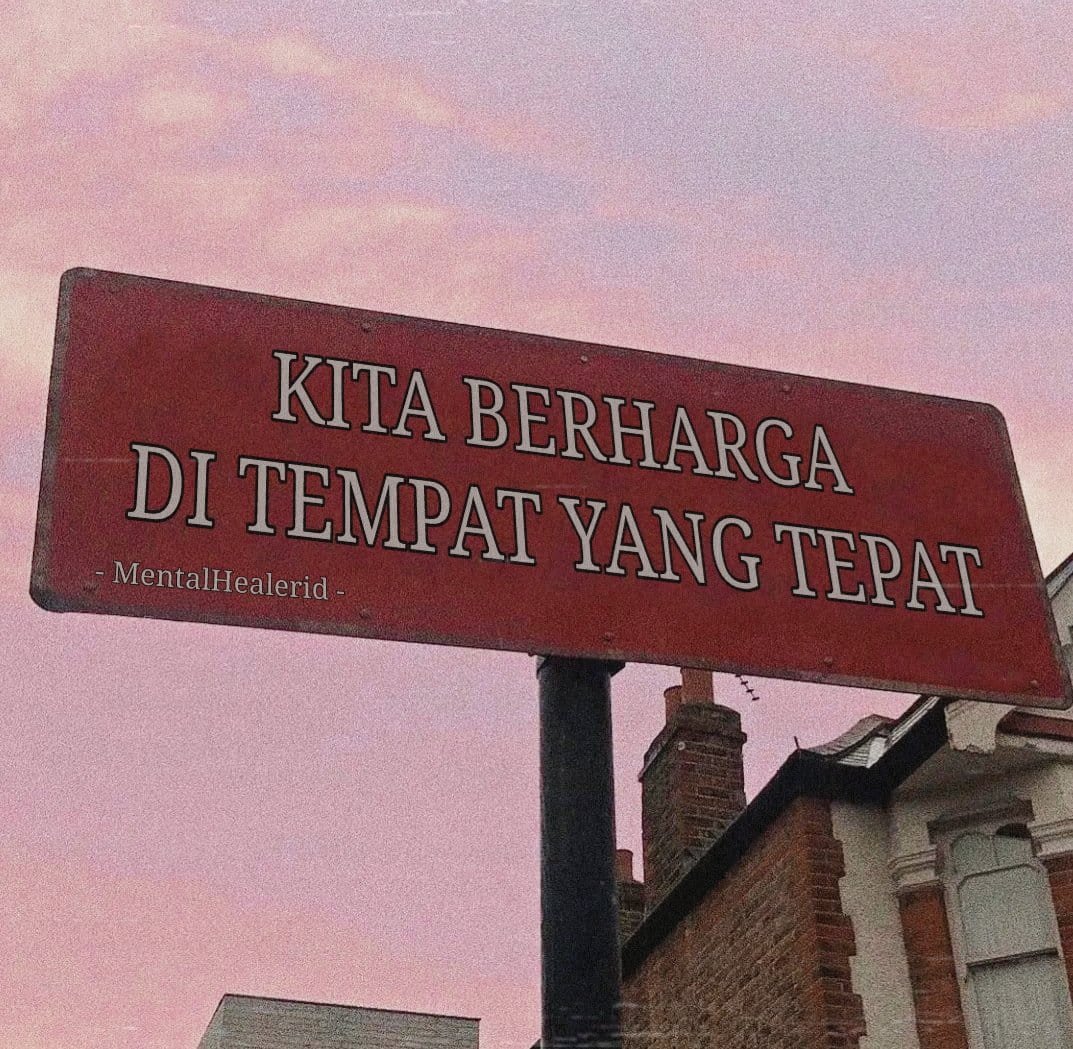 KITA BERHARGA
DI TEMPAT YANG TEPAT
- MentalHealerid -